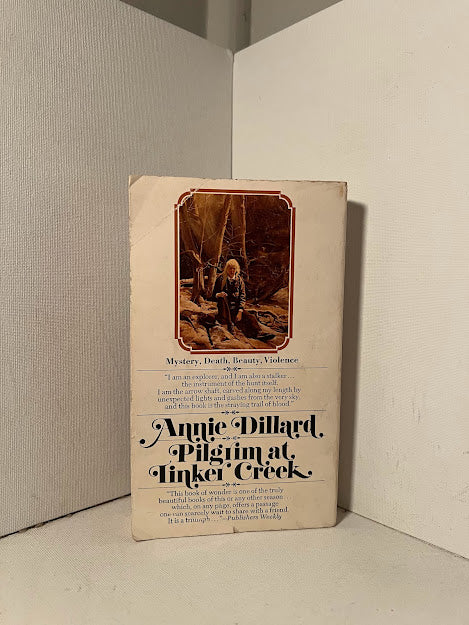 Mystery, Death, Beauty, Violence
"I am an explorer, and I am also a stalker ...
the instrument of the hunt itself.
I am the arrow shaft, carved along my length by
unexpected lights and gashes from the very sky,
and this book is the straying trail of blood."
Annie Dillard
Pilgrim at
Tinker Creek
"This book of wonder is one of the truly
beautiful books of this or any other season ...
which, on any page, offers a passage
one can scarcely wait to share with a friend.
It is a triumph ..."—Publishers Weekly